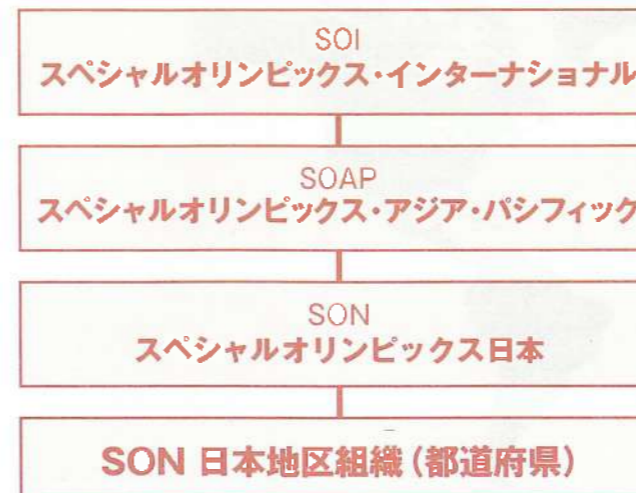 SOI
スペシャルオリンピックス・インターナショナル
SOAP
スペシャルオリンピックス・アジア・パシフィック
SON
スペシャルオリンピックス日本
SON 日本地区組織（都道府県）